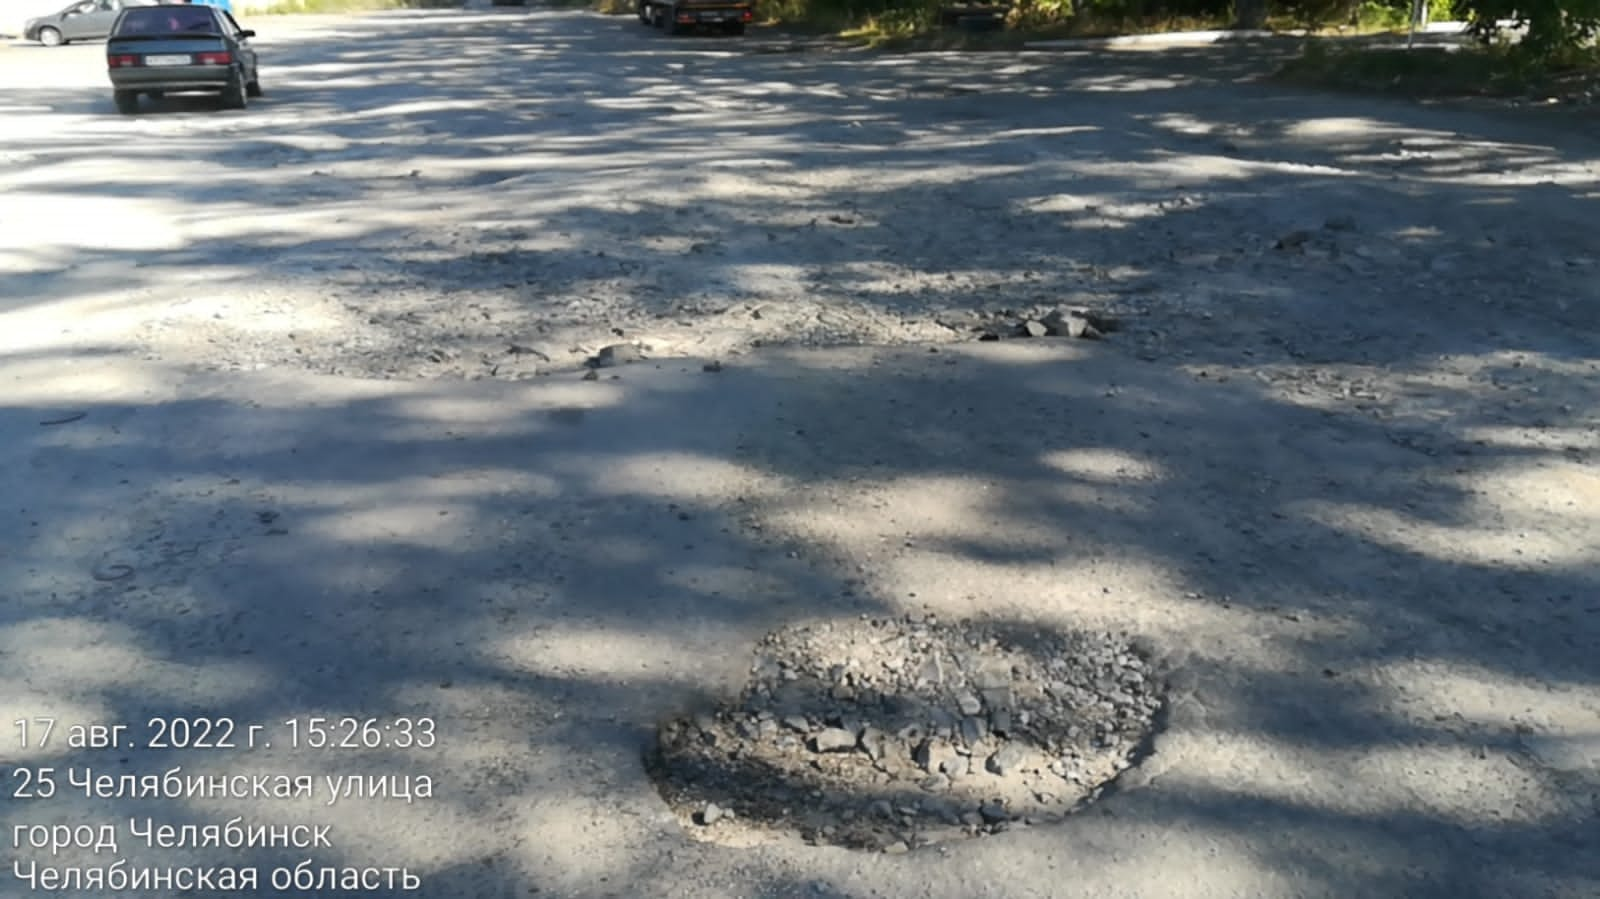 17 авг. 2022 г. 15:26:33
25 Челябинская улица
город Челябинск
Челябинская область